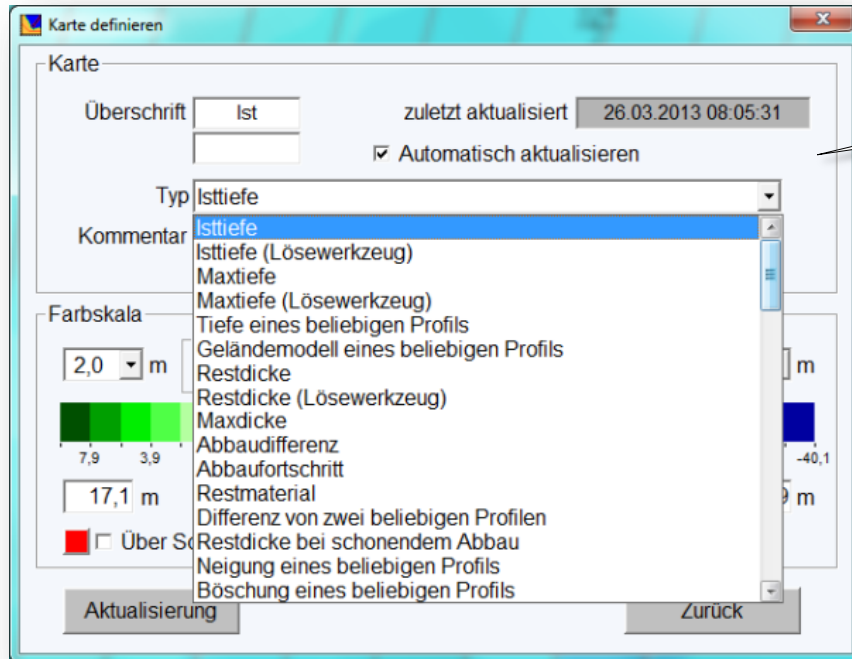 Karte definieren
Karte
Überschrift Ist zuletzt aktualisiert 26.03.2013 08:05:31
Automatisch aktualisieren
Typ Isttiefe
Kommentar Isttiefe
Isttiefe (Lösewerkzeug)
Maxtiefe
Maxtiefe (Lösewerkzeug)
Farbskala
Tiefe eines beliebigen Profils
Geländemodell eines beliebigen Profils
2,0 m m
Restdicke
Restdicke (Lösewerkzeug)
Maxdicke
Abbaudifferenz
7,9 3,9 -40,1
Abbaufortschritt
Restmaterial
17,1 m 9 m
Differenz von zwei beliebigen Profilen
Über Restdicke bei schonendem Abbau
Neigung eines beliebigen Profils
Böschung eines beliebigen Profils
Aktualisierung Zurück